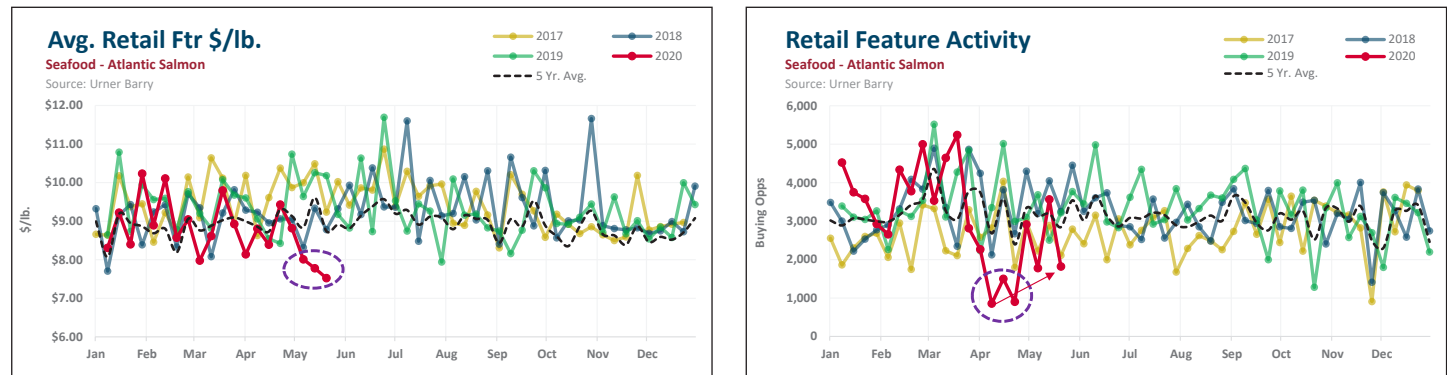 Avg. Retail Ftr $/lb.
Seafood - Atlantic Salmon
Source: Urner Barry
2017
2018
2019
2020
5 Yr. Avg.
$/lb.
$12.00
$11.00
$10.00
$9.00
$8.00
$7.00
$6.00
Jan Feb Mar Apr May Jun Jul Aug Sep Oct Nov Dec
Retail Feature Activity
Seafood - Atlantic Salmon
Source: Urner Barry
2017
2018
2019
2020
5 Yr. Avg.
Buying Opps
6,000
5,000
4,000
3,000
2,000
1,000
0
Jan Feb Mar Apr May Jun Jul Aug Sep Oct Nov Dec